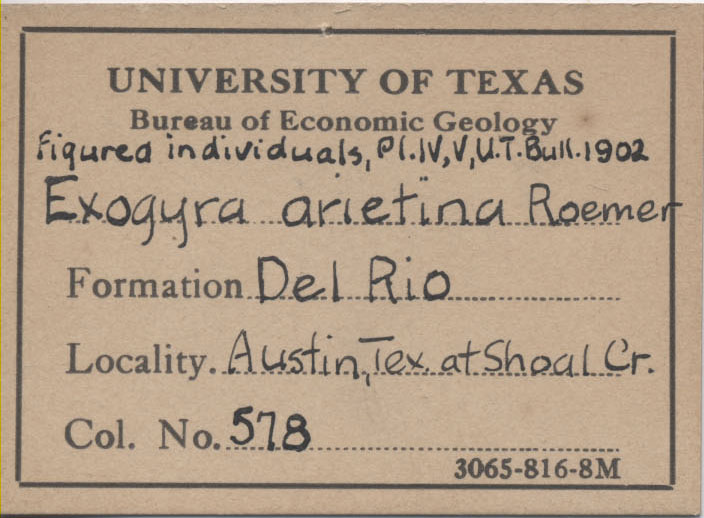 UNIVERSITY OF TEXAS
Bureau of Economic Geology
Figured individuals, Pl. IV, V, U.T. Bull. 1902
Exogyra arietina Roemer
Formation Del Rio
Locality. Austin, Tex. at Shoal Cr.
Col. No. 578
3065-816-8M